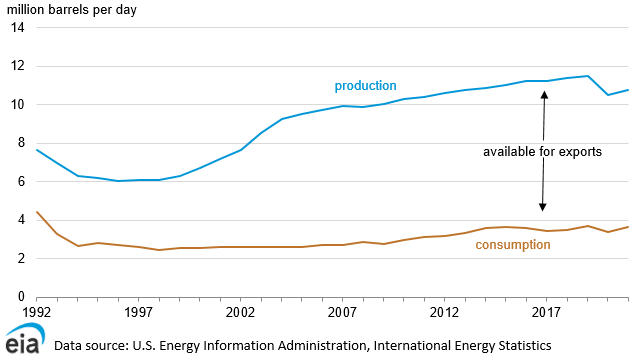 million barrels per day
14
12
10
8
6
4
2
0
production
available for exports
consumption
1992 1997 2002 2007 2012 2017
eia Data source: U.S. Energy Information Administration, International Energy Statistics